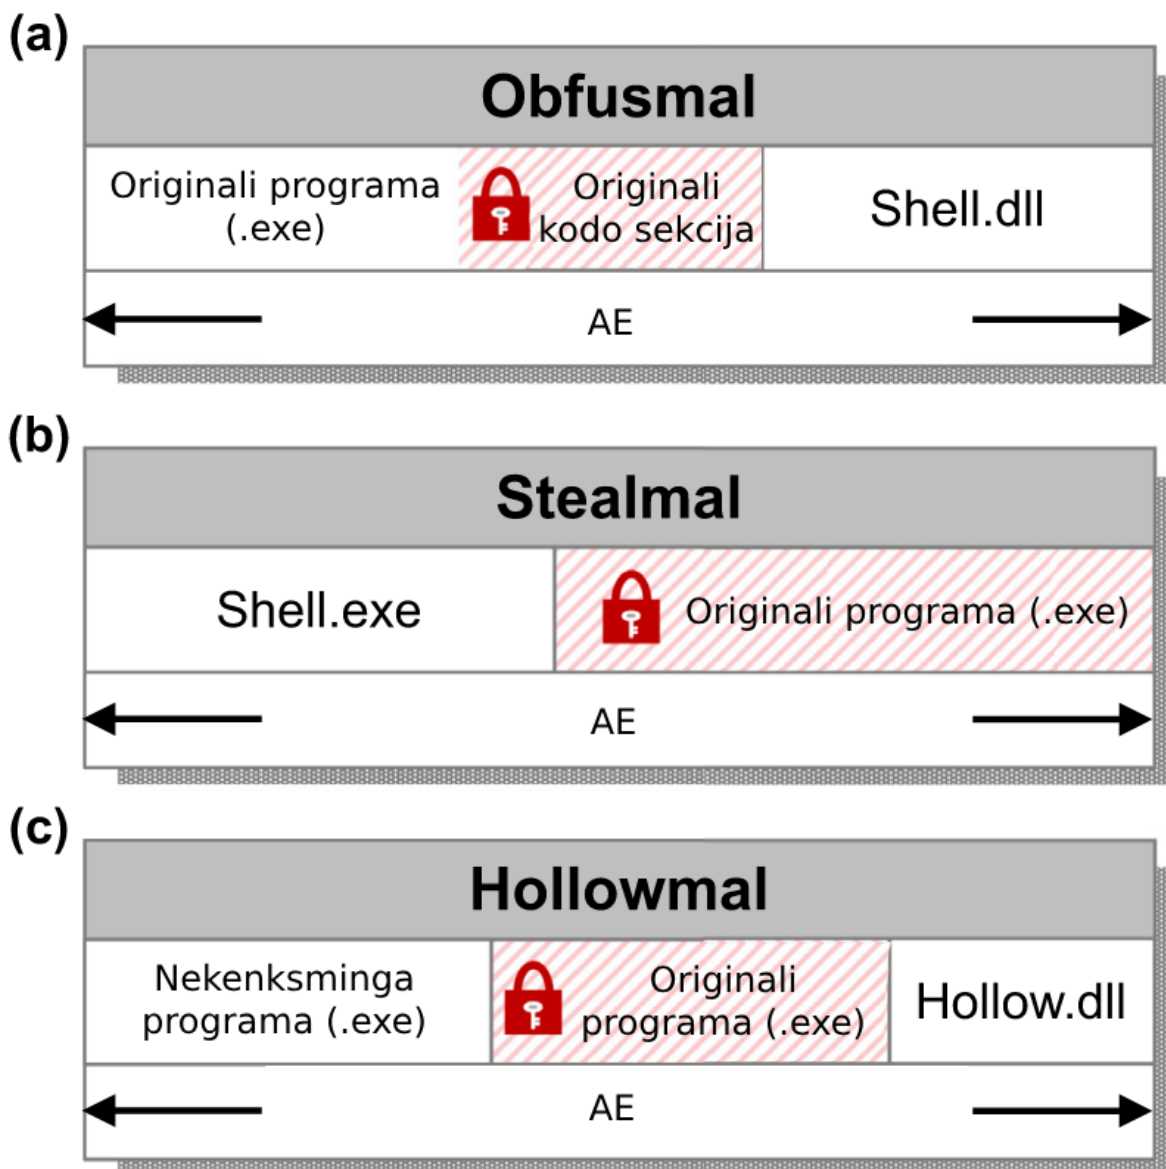 (a)
Obfusmal
Originali programa
(.exe)
Originali
kodo sekcija
Shell.dll
AE
(b)
Stealmal
Shell.exe
Originali programa (.exe)
AE
(c)
Hollowmal
Nekenksminga
programa (.exe)
Originali
programa (.exe)
Hollow.dll
AE